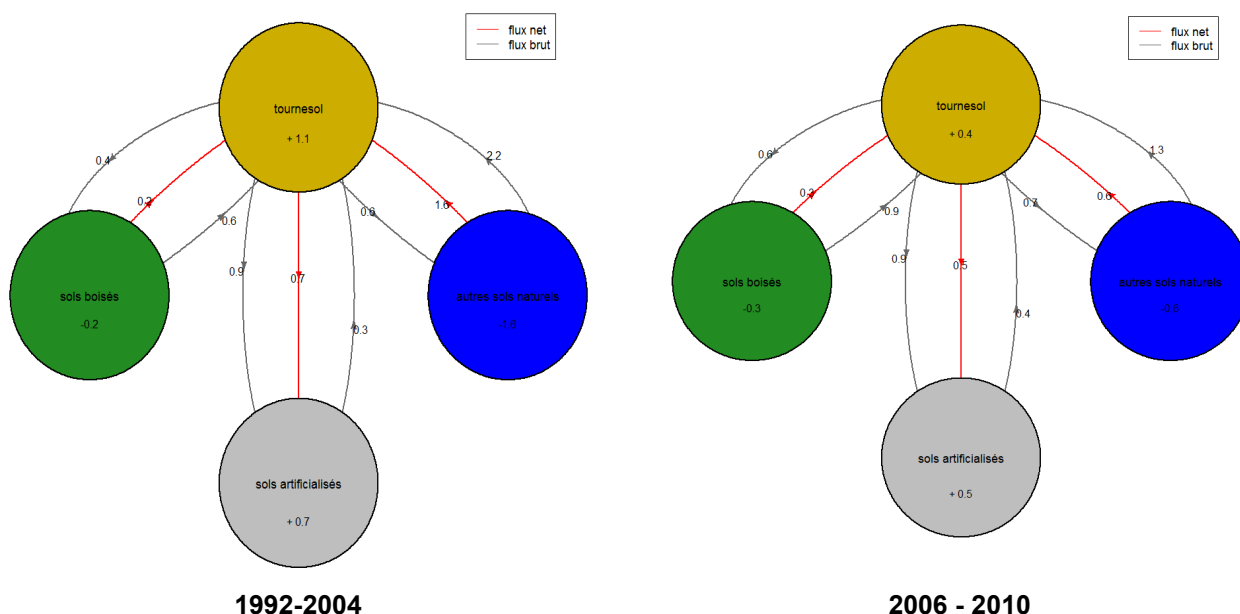 flux net
flux brut
tournesol
+ 1.1
0.4
2.2
0.2
0.6
0.9
0.7
0.3
0.6
1.6
sols boisés
-0.2
autres sols naturels
-1.6
sols artificialisés
+ 0.7
1992-2004
flux net
flux brut
tournesol
+ 0.4
0.6
1.3
0.3
0.9
0.9
0.5
0.4
0.7
0.6
sols boisés
-0.3
autres sols naturels
-0.6
sols artificialisés
+ 0.5
2006 - 2010